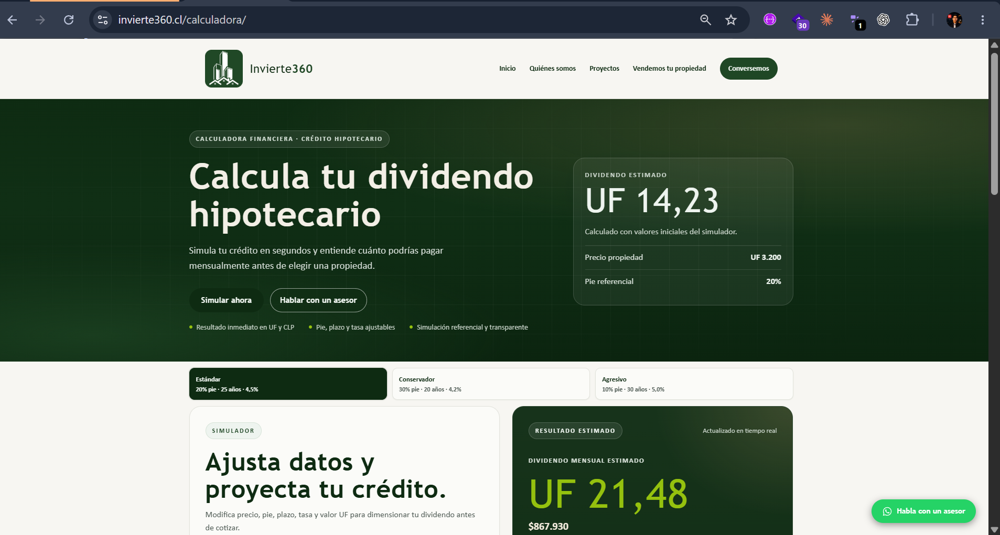 invierte360.cl/calculadora/
30
1
Invierte360
Inicio
Quiénes somos
Proyectos
Vendemos tu propiedad
Conversemos
CALCULADORA FINANCIERA · CRÉDITO HIPOTECARIO
Calcula tu dividendo
hipotecario
Simula tu crédito en segundos y entiende cuánto podrías pagar
mensualmente antes de elegir una propiedad.
Simular ahora
Hablar con un asesor
Resultado inmediato en UF y CLP
Pie, plazo y tasa ajustables
Simulación referencial y transparente
DIVIDENDO ESTIMADO
UF 14,23
Calculado con valores iniciales del simulador.
Precio propiedad
UF 3.200
Pie referencial
20%
Estándar
20% pie · 25 años · 4,5%
Conservador
30% pie · 20 años · 4,2%
Agresivo
10% pie · 30 años · 5,0%
SIMULADOR
Ajusta datos y
proyecta tu crédito.
Modifica precio, pie, plazo, tasa y valor UF para dimensionar tu dividendo antes
de cotizar.
RESULTADO ESTIMADO
Actualizado en tiempo real
DIVIDENDO MENSUAL ESTIMADO
UF 21,48
$867.930
Habla con un asesor